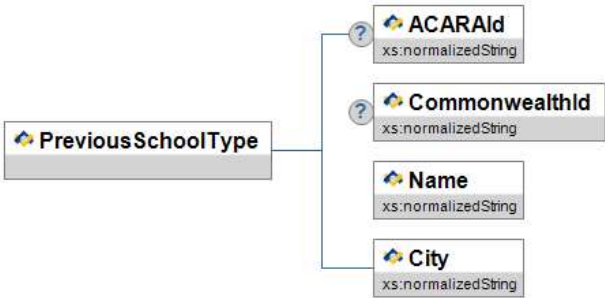 PreviousSchoolType
?
ACARAId
xs:normalizedString
?
CommonwealthId
xs:normalizedString
Name
xs:normalizedString
City
xs:normalizedString